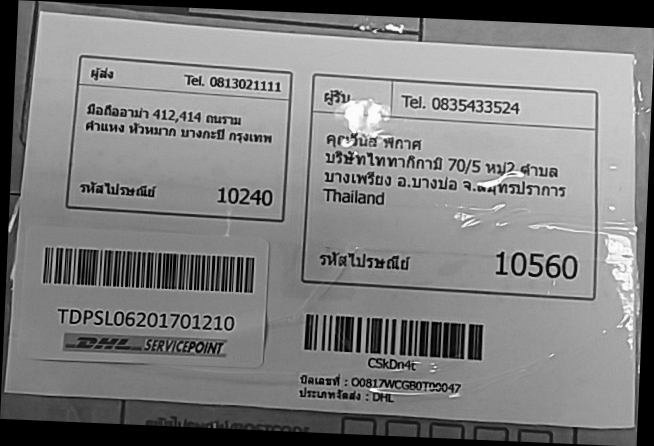 ผู้ส่ง Tel. 0813021111
มือถืออาม่า 412,414 ถนราม
คำแหง หัวหมาก บางกะปิ กรุงเทพ
รหัสไปรษณีย์ 10240
ผู้รับ Tel. 0835433524
พิกาศ
บริษัทไททากิกามิ 70/5 หมู่2 ตำบล
บางเพรียง อ.บางบ่อ จ.สมุทรปราการ
Thailand
รหัสไปรษณีย์ 10560
TDPSL06201701210
DHL SERVICEPOINT
CSkDn4t
บิลเลขที่ : O0817WCG80T00047
ประเภทจัดส่ง : DHL